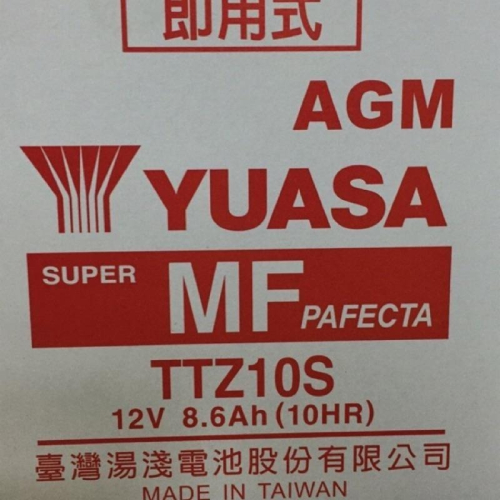 即用式
AGM
YUASA
SUPER MF PAFECTA
TTZ10S
12V 8.6Ah (10HR)
臺灣湯淺電池股份有限公司
MADE IN TAIWAN